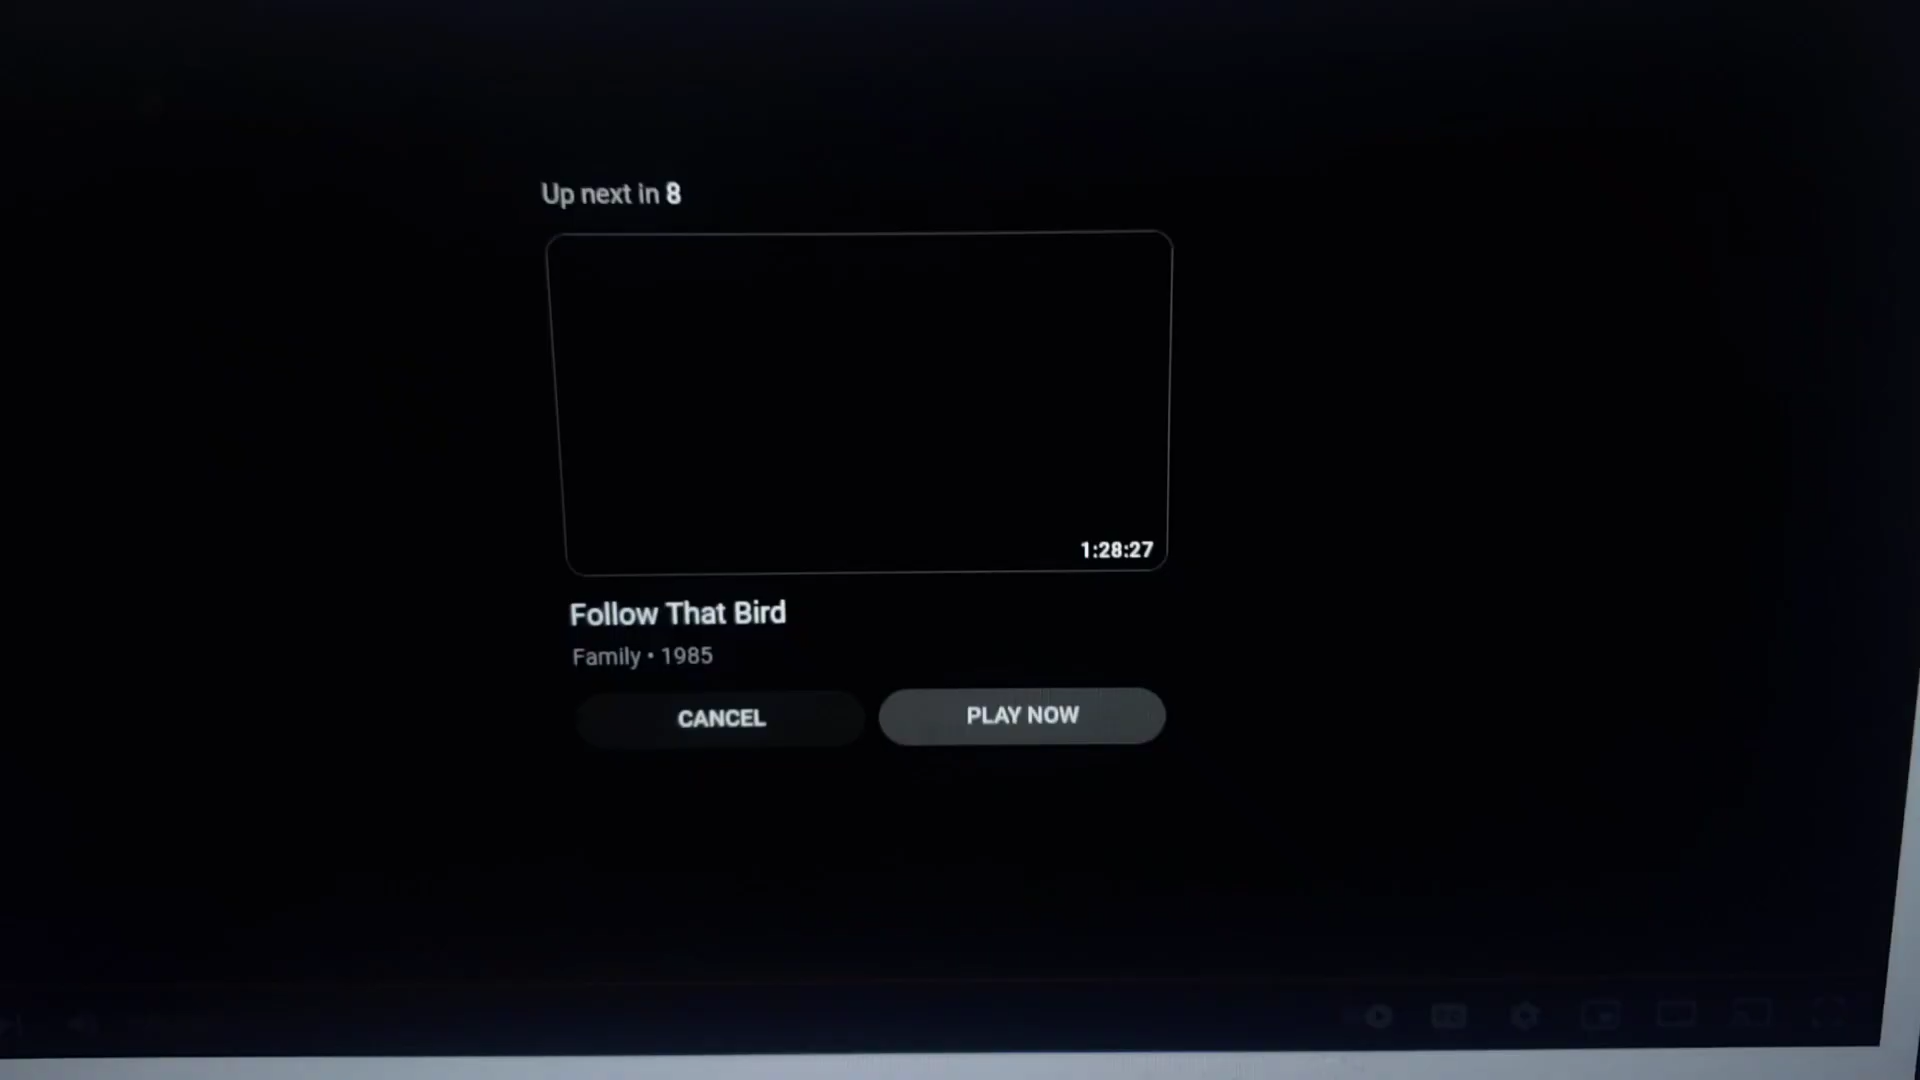 Up next in 8
1:28:27
Follow That Bird
Family • 1985
CANCEL
PLAY NOW